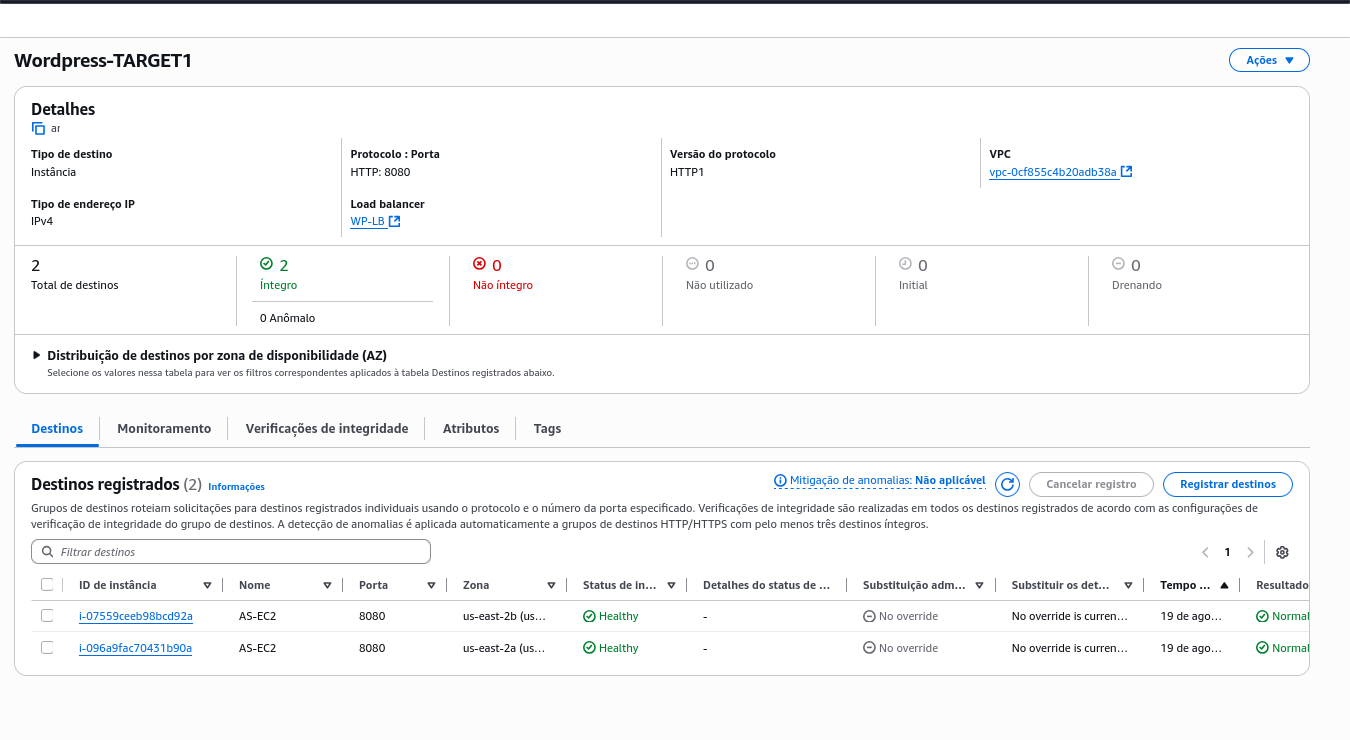 Wordpress-TARGET1
Ações
Detalhes
ar
Tipo de destino
Instância
Protocolo : Porta
HTTP: 8080
Versão do protocolo
HTTP1
VPC
vpc-0cf855c4b20adb38a
Tipo de endereço IP
IPv4
Load balancer
WP-LB
2
Total de destinos
2
Íntegro
0 Anômalo
0
Não íntegro
0
Não utilizado
0
Initial
0
Drenando
Distribuição de destinos por zona de disponibilidade (AZ)
Selecione os valores nessa tabela para ver os filtros correspondentes aplicados à tabela Destinos registrados abaixo.
Destinos Monitoramento Verificações de integridade Atributos Tags
Destinos registrados (2) Informações
Mitigação de anomalias: Não aplicável
Cancelar registro
Registrar destinos
Grupos de destino roteiam solicitações para destinos registrados individuais usando o protocolo e o número da porta especificado. Verificações de integridade são realizadas em todos os destinos registrados de acordo com as configurações de
verificação de integridade do grupo de destinos. A detecção de anomalias é aplicada automaticamente a grupos de destinos HTTP/HTTPS com pelo menos três destinos íntegros.
Filtrar destinos
1
ID de instância Nome Porta Zona Status de in... Detalhes do status de ... Substituição adm... Substituir os det... Tempo ... Resultado
i-07559ceeb98bcd92a AS-EC2 8080 us-east-2b (us... Healthy - No override No override is curren... 19 de ago... Normal
i-096a9fac70431b90a AS-EC2 8080 us-east-2a (us... Healthy - No override No override is curren... 19 de ago... Normal